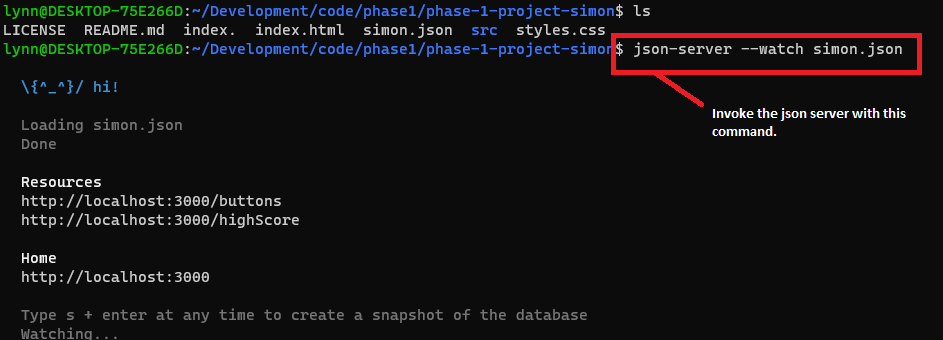 lynn@DESKTOP-75E266D:~/Development/code/phase1/phase-1-project-simon$ ls
LICENSE  README.md  index.  index.html  simon.json  src  styles.css
lynn@DESKTOP-75E266D:~/Development/code/phase1/phase-1-project-simon$ json-server --watch simon.json
\{^_^}/ hi!
Loading simon.json
Done
Resources
http://localhost:3000/buttons
http://localhost:3000/highScore
Home
http://localhost:3000
Type s + enter at any time to create a snapshot of the database
Watching...
Invoke the json server with this
command.